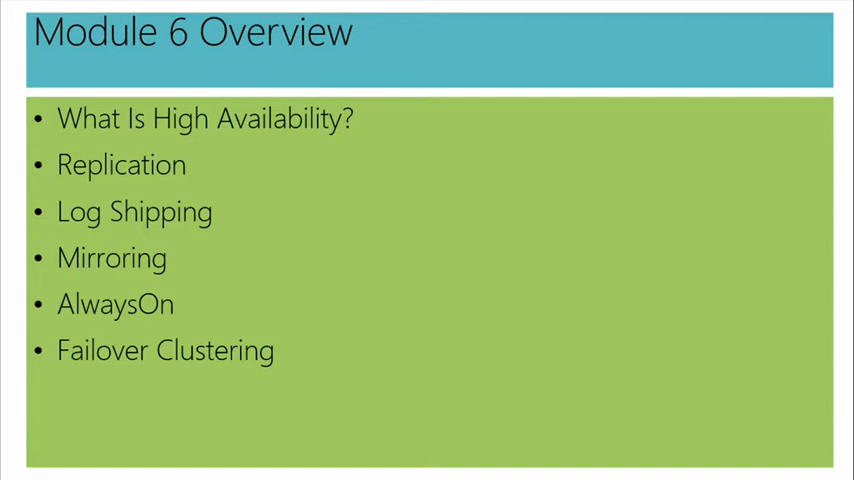 Module 6 Overview
• What Is High Availability?
• Replication
• Log Shipping
• Mirroring
• AlwaysOn
• Failover Clustering